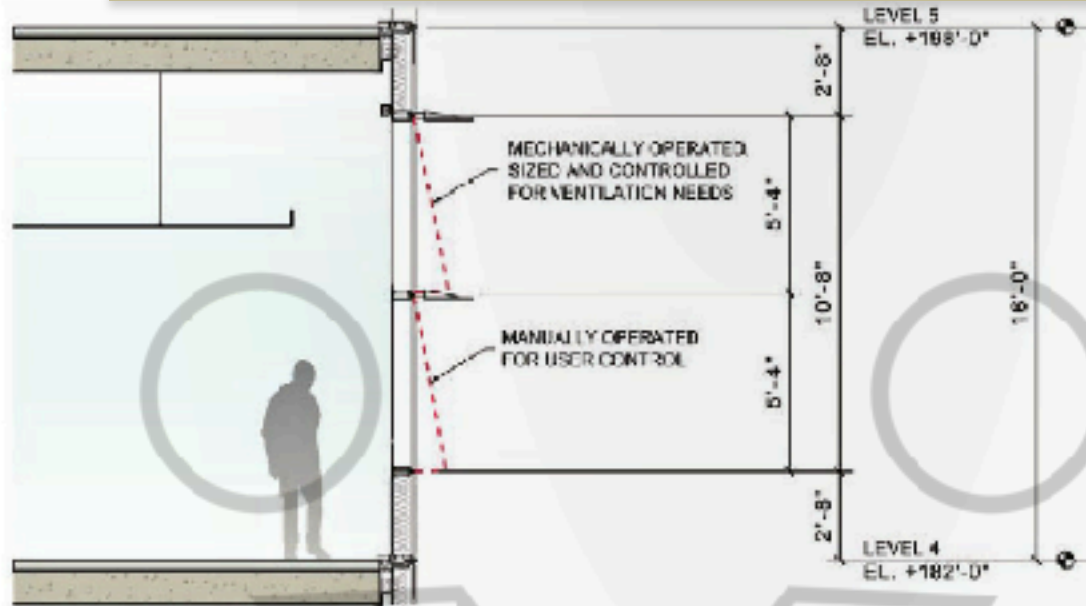 LEVEL 5
EL. +198'-0"
2'-8"
MECHANICALLY OPERATED,
SIZED AND CONTROLLED
FOR VENTILATION NEEDS
5'-4"
10'-8"
16'-0"
MANUALLY OPERATED
FOR USER CONTROL
5'-4"
2'-8"
LEVEL 4
EL. +182'-0"